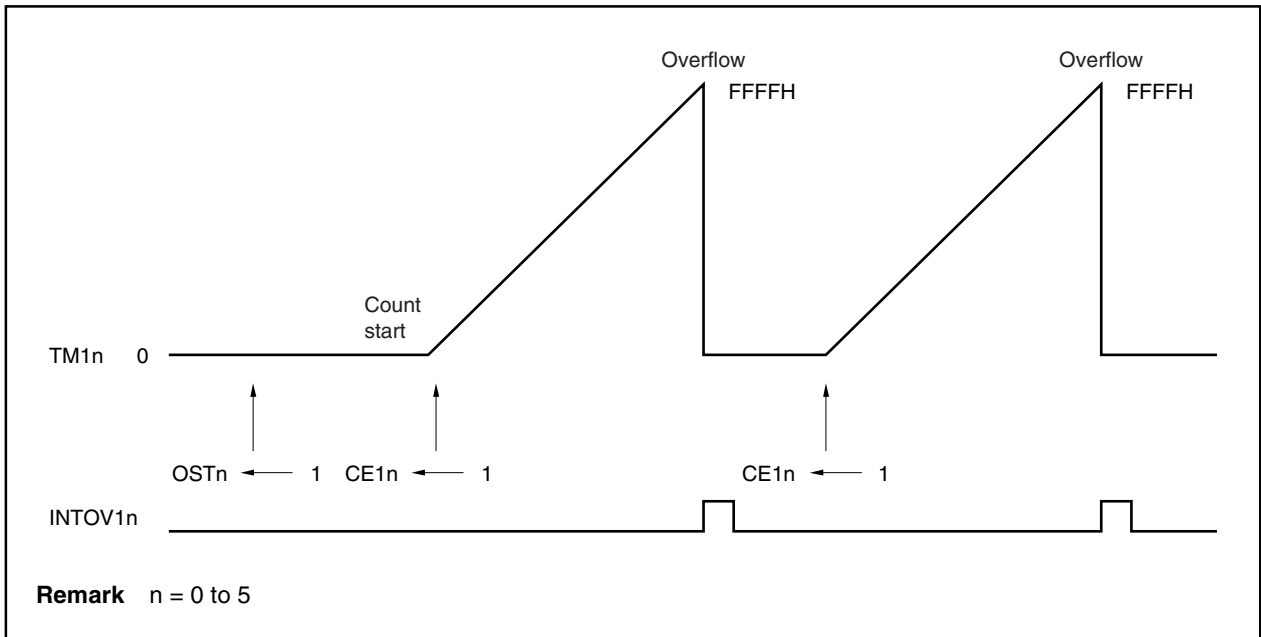 Overflow Overflow
FFFFH FFFFH
Count
start
TM1n 0
OSTn ← 1 CE1n ← 1 CE1n ← 1
INTOV1n
Remark n = 0 to 5